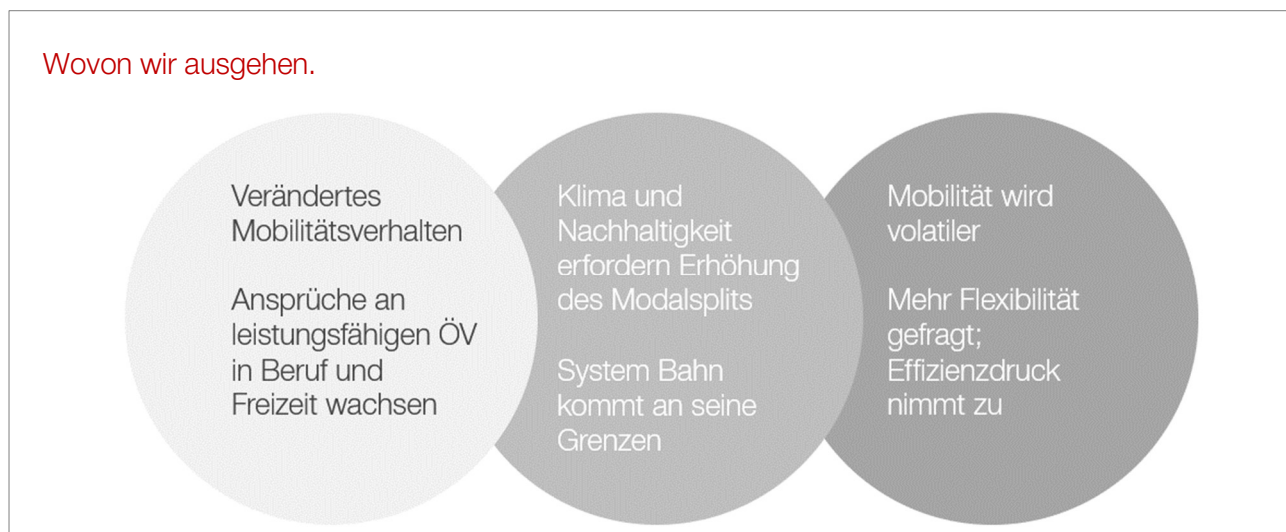 Wovon wir ausgehen.
Verändertes
Mobilitätsverhalten
Ansprüche an
leistungsfähigen ÖV
in Beruf und
Freizeit wachsen
Klima und
Nachhaltigkeit
erfordern Erhöhung
des Modalsplits
System Bahn
kommt an seine
Grenzen
Mobilität wird
volatiler
Mehr Flexibilität
gefragt;
Effizienzdruck
nimmt zu